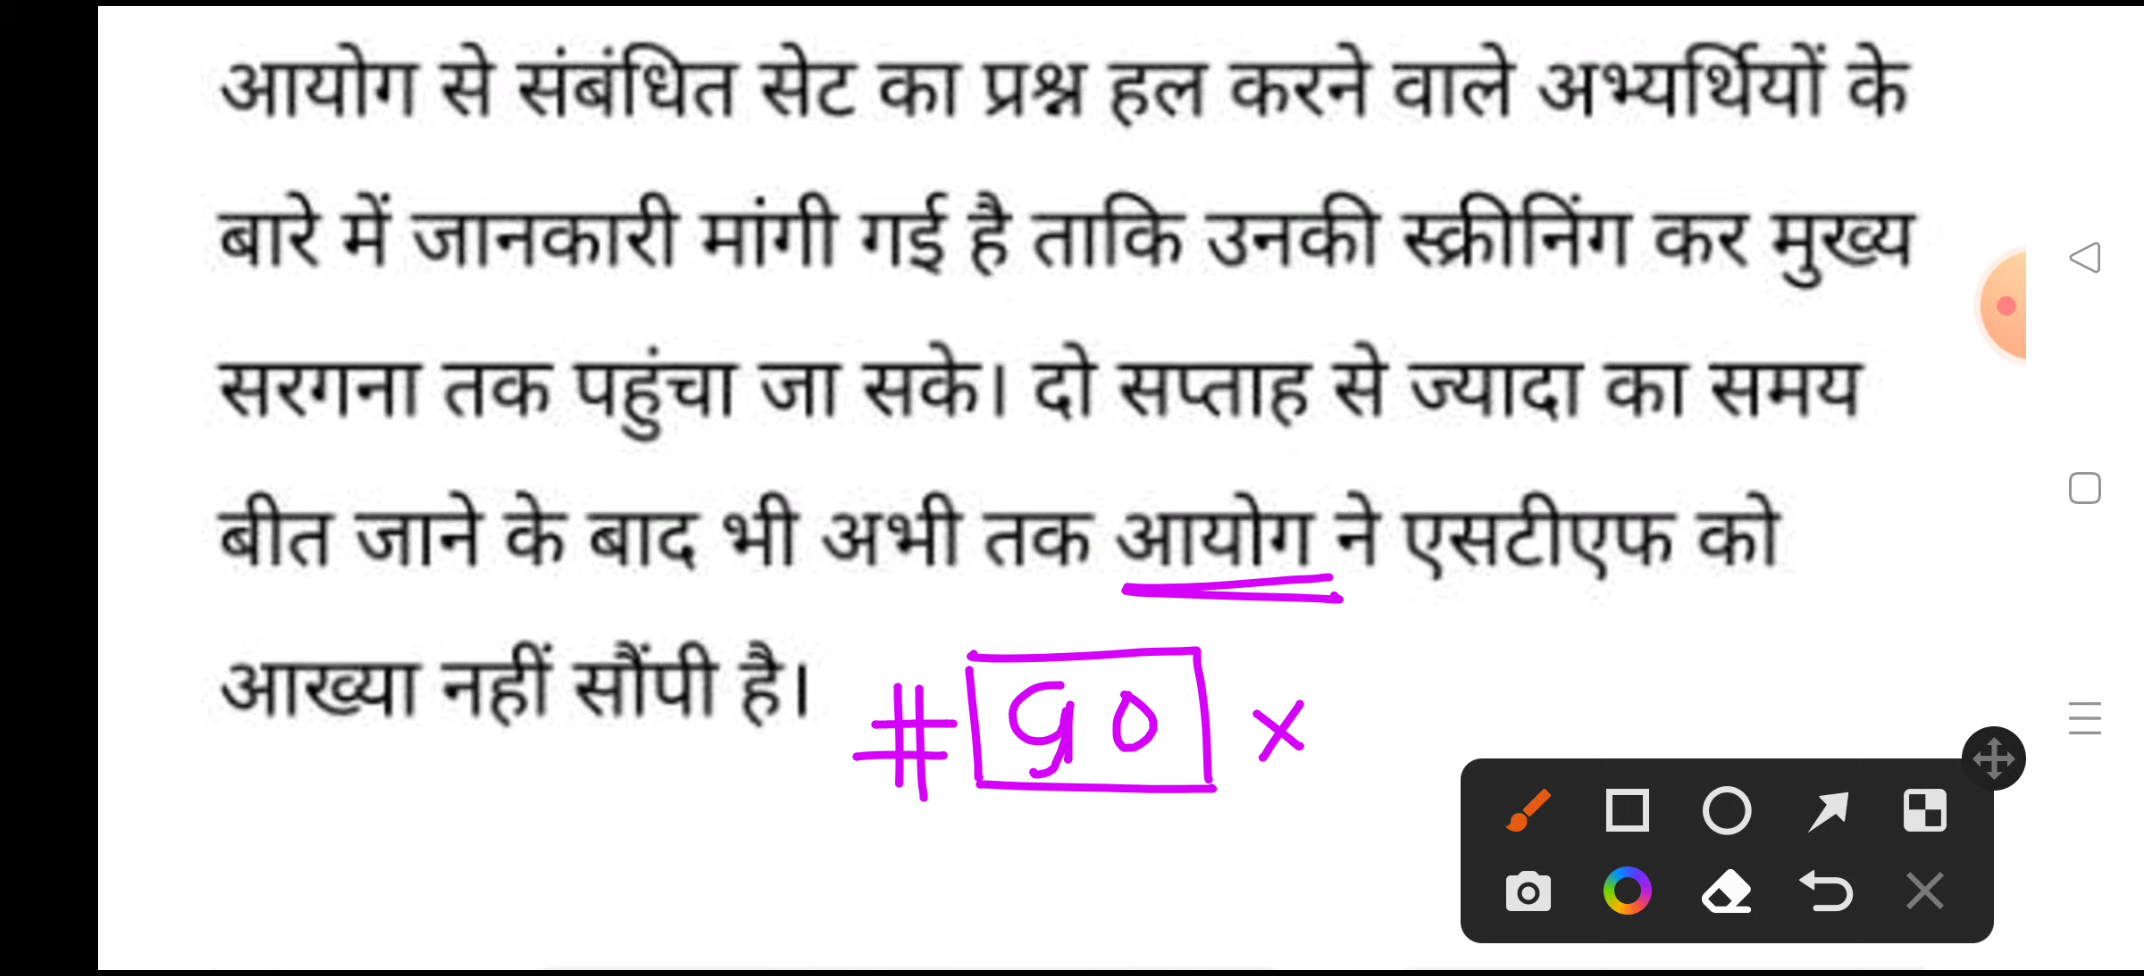 आयोग से संबंधित सेट का प्रश्न हल करने वाले अभ्यर्थियों के
बारे में जानकारी मांगी गई है ताकि उनकी स्क्रीनिंग कर मुख्य
सरगना तक पहुंचा जा सके। दो सप्ताह से ज्यादा का समय
बीत जाने के बाद भी अभी तक आयोग ने एसटीएफ को
आख्या नहीं सौंपी है।
# 90 ×